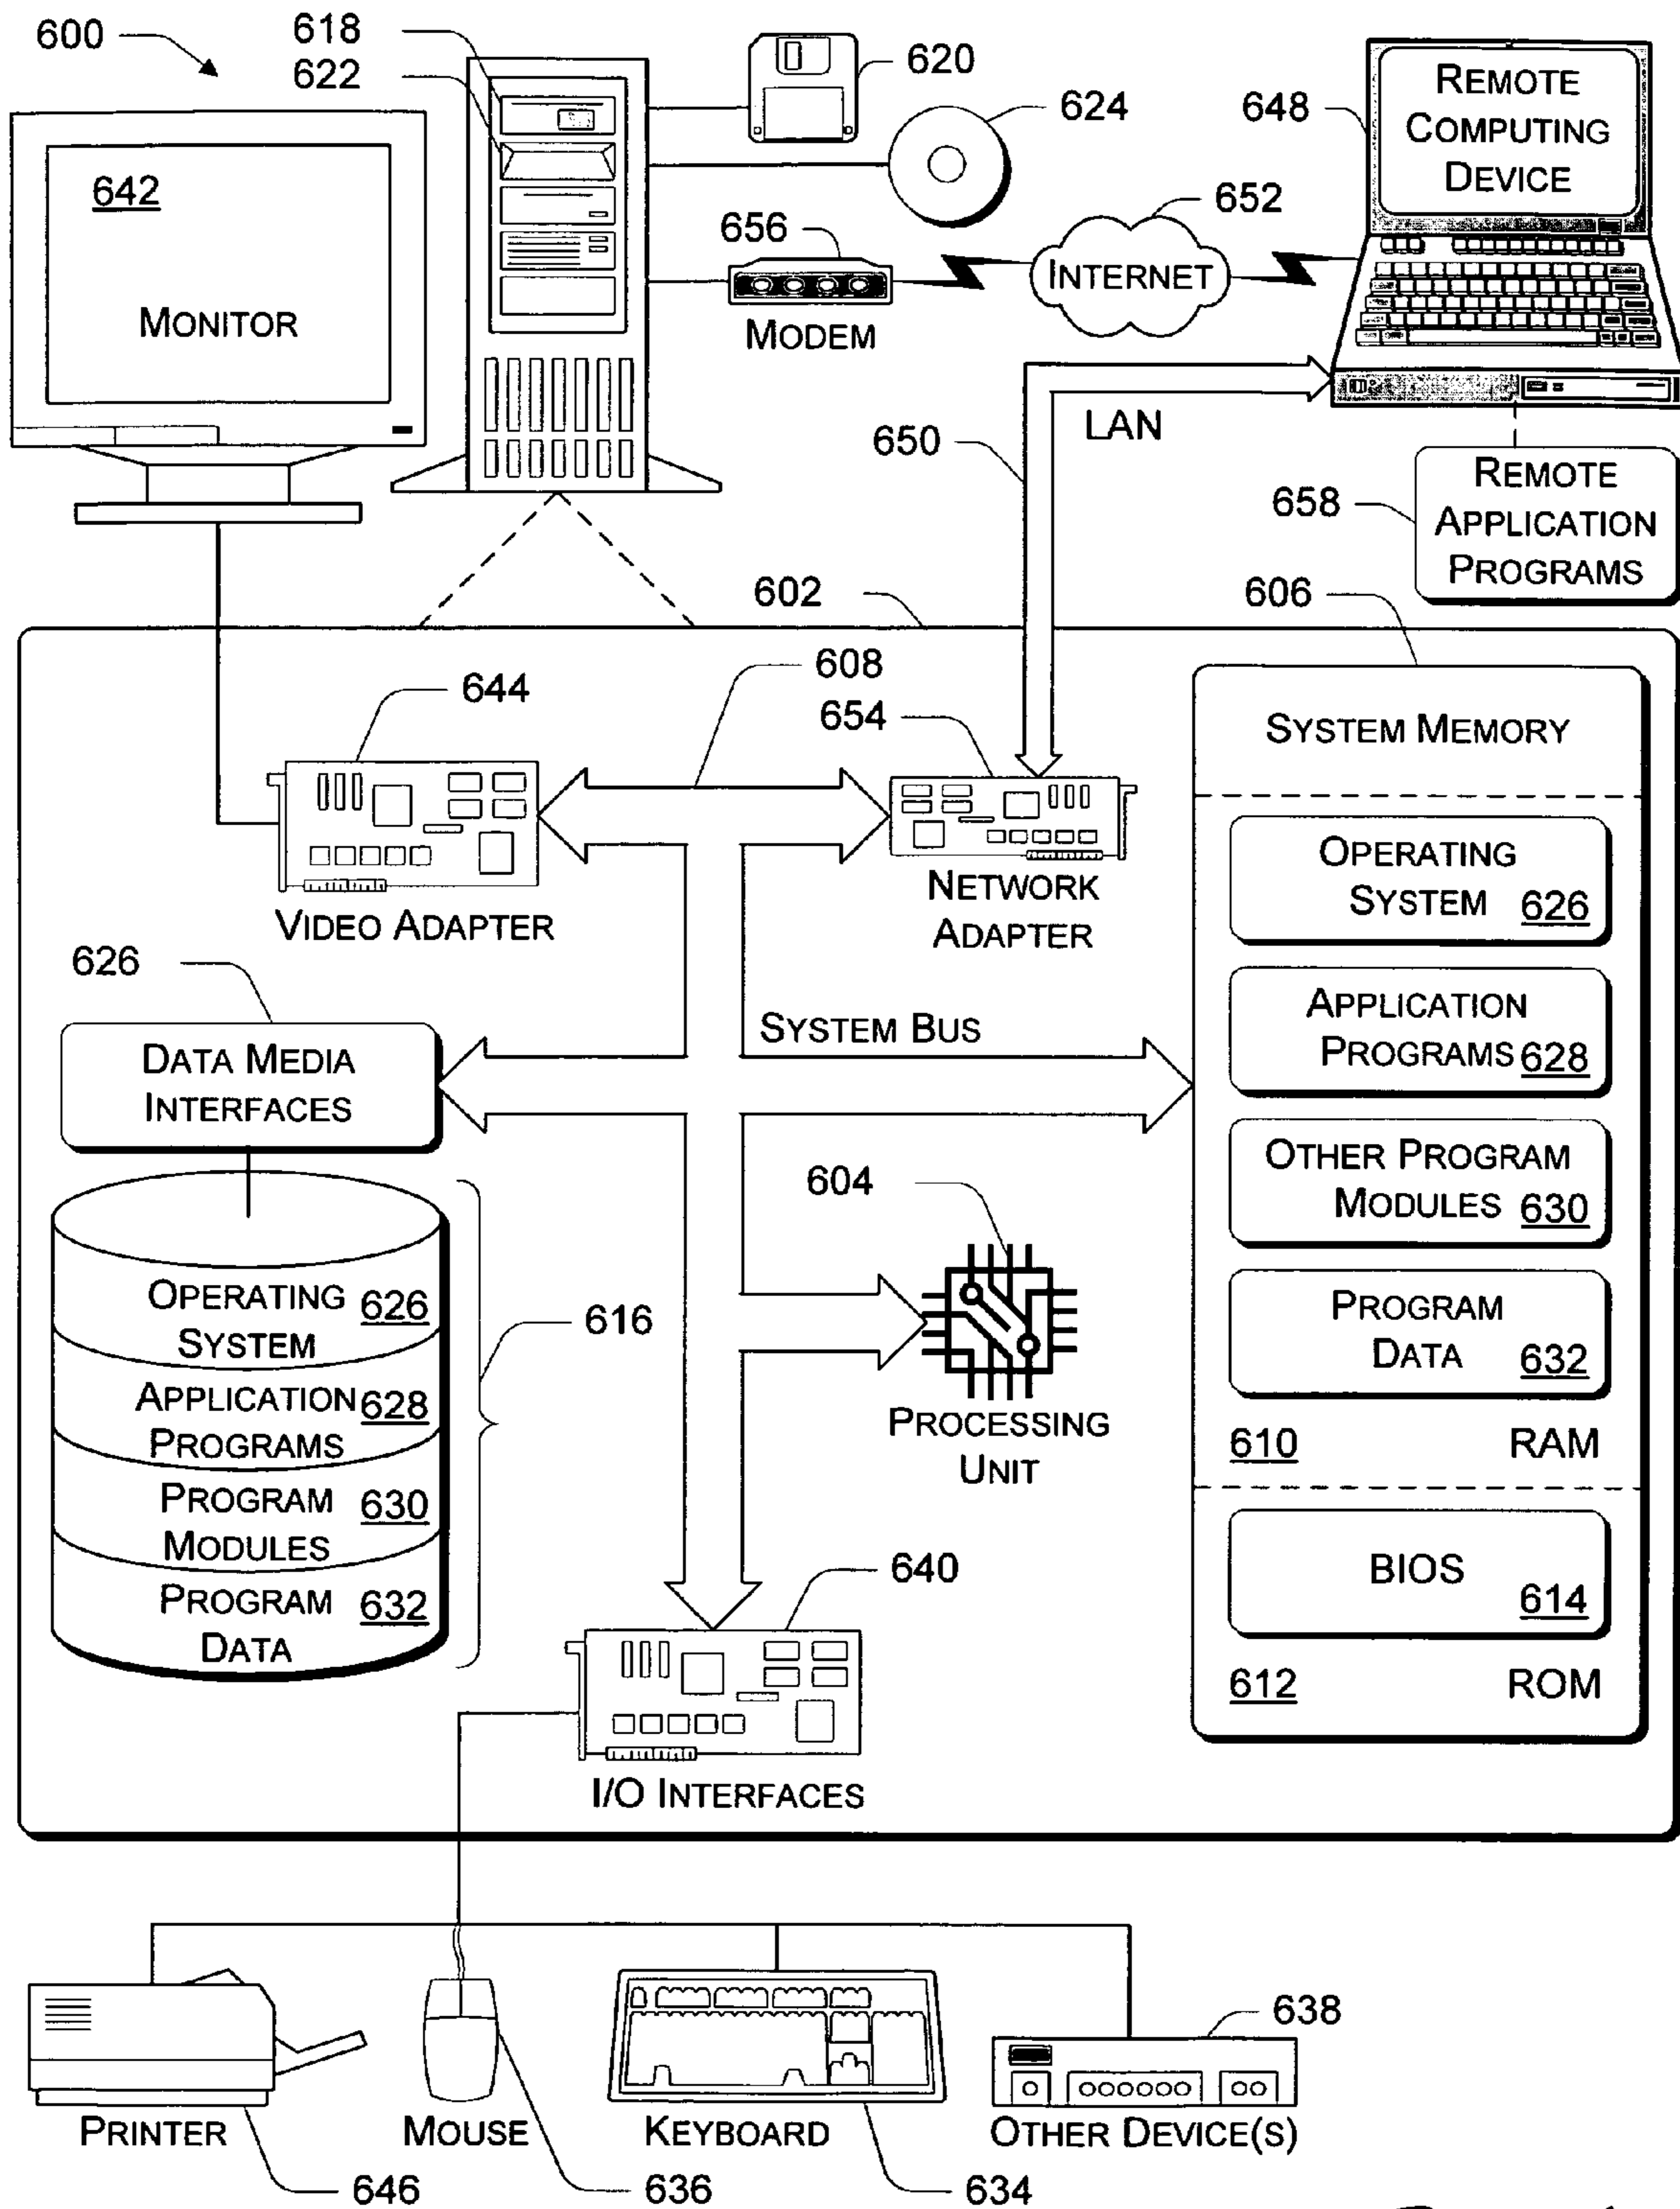 600
618
622
620
624
648
REMOTE
COMPUTING
DEVICE
642
MONITOR
656
MODEM
652
INTERNET
650
LAN
658
REMOTE
APPLICATION
PROGRAMS
602
606
608
644
654
VIDEO ADAPTER
NETWORK
ADAPTER
SYSTEM MEMORY
OPERATING
SYSTEM 626
APPLICATION
PROGRAMS 628
OTHER PROGRAM
MODULES 630
PROGRAM
DATA 632
610 RAM
BIOS
614
612 ROM
626
DATA MEDIA
INTERFACES
SYSTEM BUS
604
PROCESSING
UNIT
OPERATING 626
SYSTEM
APPLICATION 628
PROGRAMS
PROGRAM 630
MODULES
PROGRAM 632
DATA
616
640
I/O INTERFACES
638
PRINTER
MOUSE
KEYBOARD
OTHER DEVICE(S)
646
636
634